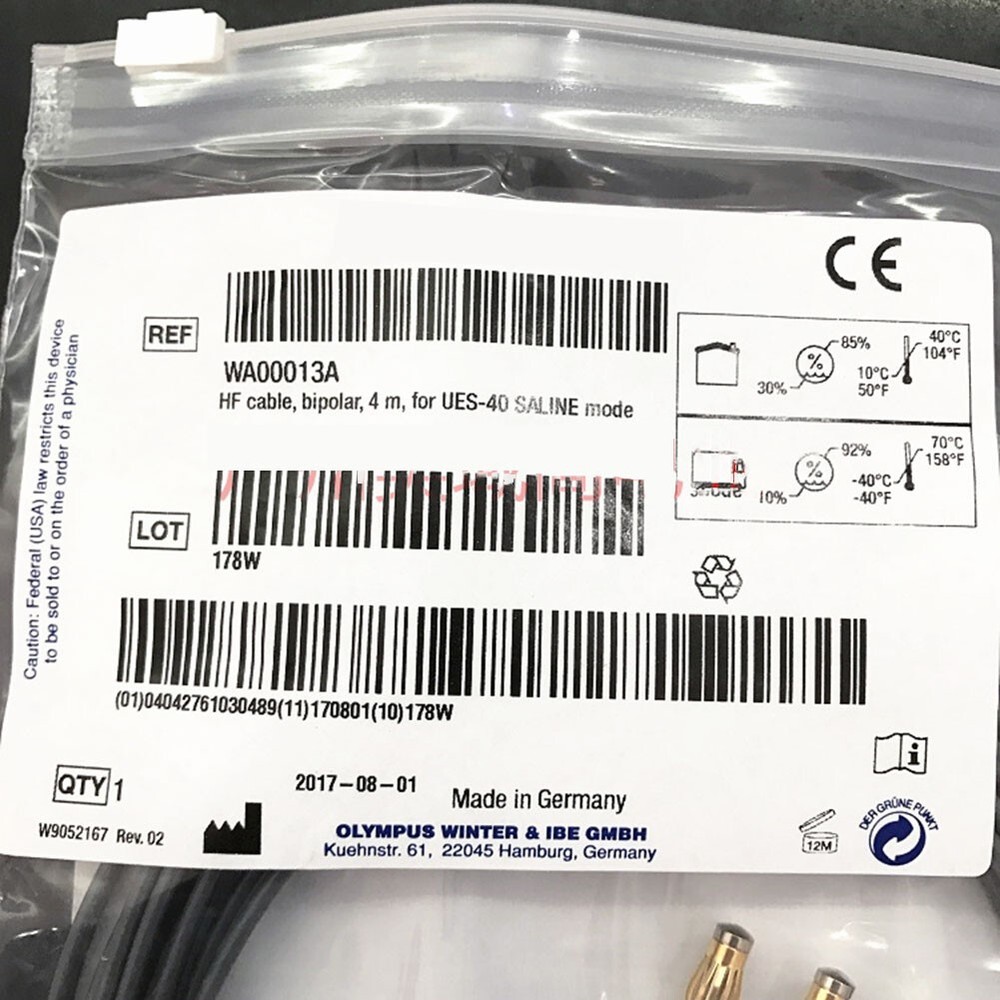 CE
REF
WA00013A
HF cable, bipolar, 4 m, for UES-40 SALINE mode
85%
%
30%
40°C
104°F
10°C
50°F
92%
%
10%
70°C
158°F
-40°C
-40°F
LOT
178W
(01)04042761030489(11)170801(10)178W
Caution: Federal (USA) law restricts this device
to be sold to or on the order of a physician
QTY 1
2017-08-01
Made in Germany
W9052167 Rev. 02
OLYMPUS WINTER & IBE GMBH
Kuehnstr. 61, 22045 Hamburg, Germany
i
12M
DER GRÜNE PUNKT